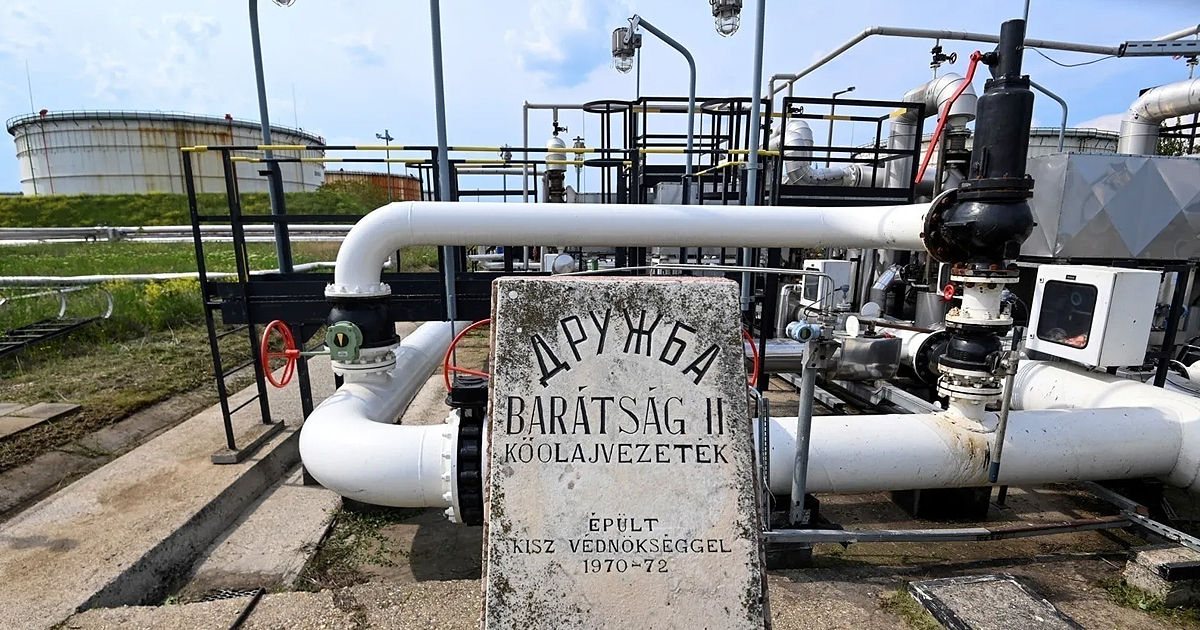 ДРУЖБА
BARÁTSÁG II
KŐOLAJVEZETÉK
ÉPÜLT
KISZ VÉDNÖKSÉGGEL
1970-72